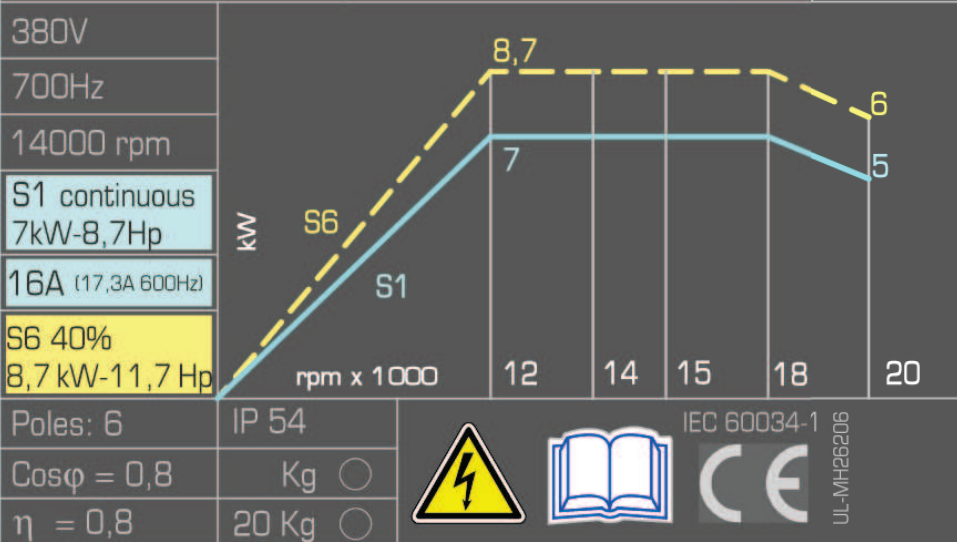 380V
700Hz
14000 rpm
S1 continuous
7kW-8,7Hp
16A (17,3A 600Hz)
S6 40%
8,7 kW-11,7 Hp
kW
8,7
7
6
5
S6
S1
rpm x 1000
12
14
15
18
20
Poles: 6
IP 54
Cosφ = 0,8
Kg
η = 0,8
20 Kg
IEC 60034-1
CE
UL-MH26206